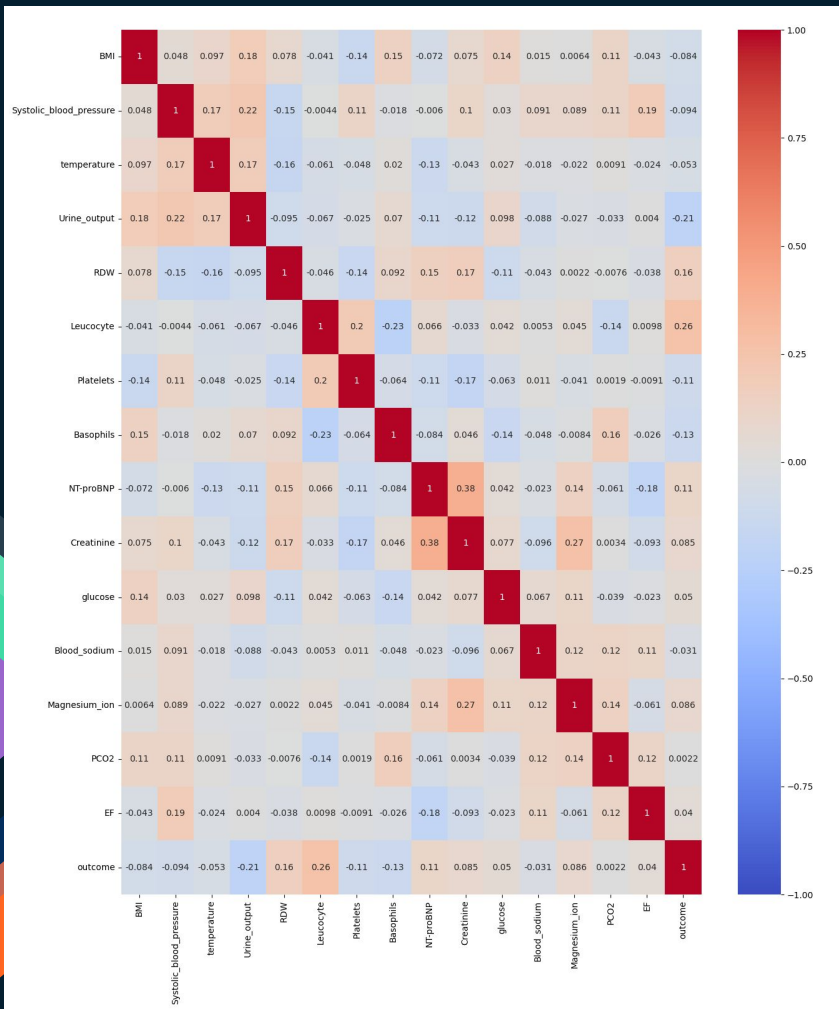 BMI 1 0.048 0.097 0.18 0.078 -0.041 -0.14 0.15 -0.072 0.075 0.14 0.015 0.0064 0.11 -0.043 -0.084
Systolic_blood_pressure 0.048 1 0.17 0.22 -0.15 -0.0044 0.11 -0.018 -0.006 0.1 0.03 0.091 0.089 0.11 0.19 -0.094
temperature 0.097 0.17 1 0.17 -0.16 -0.061 -0.048 0.02 -0.13 -0.043 0.027 -0.018 -0.022 0.0091 -0.024 -0.053
Urine_output 0.18 0.22 0.17 1 -0.095 -0.067 -0.025 0.07 -0.11 -0.12 0.098 -0.088 -0.027 -0.033 0.004 -0.21
RDW 0.078 -0.15 -0.16 -0.095 1 -0.046 -0.14 0.092 0.15 0.17 -0.11 -0.043 0.0022 -0.0076 -0.038 0.16
Leucocyte -0.041 -0.0044 -0.061 -0.067 -0.046 1 0.2 -0.23 0.066 -0.033 0.042 0.0053 0.045 -0.14 0.0098 0.26
Platelets -0.14 0.11 -0.048 -0.025 -0.14 0.2 1 -0.064 -0.11 -0.17 -0.063 0.011 -0.041 0.0019 -0.0091 -0.11
Basophils 0.15 -0.018 0.02 0.07 0.092 -0.23 -0.064 1 -0.084 0.046 -0.14 -0.048 -0.0084 0.16 -0.026 -0.13
NT-proBNP -0.072 -0.006 -0.13 -0.11 0.15 0.066 -0.11 -0.084 1 0.38 0.042 -0.023 0.14 -0.061 -0.18 0.11
Creatinine 0.075 0.1 -0.043 -0.12 0.17 -0.033 -0.17 0.046 0.38 1 0.077 -0.096 0.27 0.0034 -0.093 0.085
glucose 0.14 0.03 0.027 0.098 -0.11 0.042 -0.063 -0.14 0.042 0.077 1 0.067 0.11 -0.039 -0.023 0.05
Blood_sodium 0.015 0.091 -0.018 -0.088 -0.043 0.0053 0.011 -0.048 -0.023 -0.096 0.067 1 0.12 0.12 0.11 -0.031
Magnesium_ion 0.0064 0.089 -0.022 -0.027 0.0022 0.045 -0.041 -0.0084 0.14 0.27 0.11 0.12 1 0.14 -0.061 0.086
PCO2 0.11 0.11 0.0091 -0.033 -0.0076 -0.14 0.0019 0.16 -0.061 0.0034 -0.039 0.12 0.14 1 0.12 0.0022
EF -0.043 0.19 -0.024 0.004 -0.038 0.0098 -0.0091 -0.026 -0.18 -0.093 -0.023 0.11 -0.061 0.12 1 0.04
outcome -0.084 -0.094 -0.053 -0.21 0.16 0.26 -0.11 -0.13 0.11 0.085 0.05 -0.031 0.086 0.0022 0.04 1
BMI
Systolic_blood_pressure
temperature
Urine_output
RDW
Leucocyte
Platelets
Basophils
NT-proBNP
Creatinine
glucose
Blood_sodium
Magnesium_ion
PCO2
EF
outcome
1.00
0.75
0.50
0.25
0.00
−0.25
−0.50
−0.75
−1.00